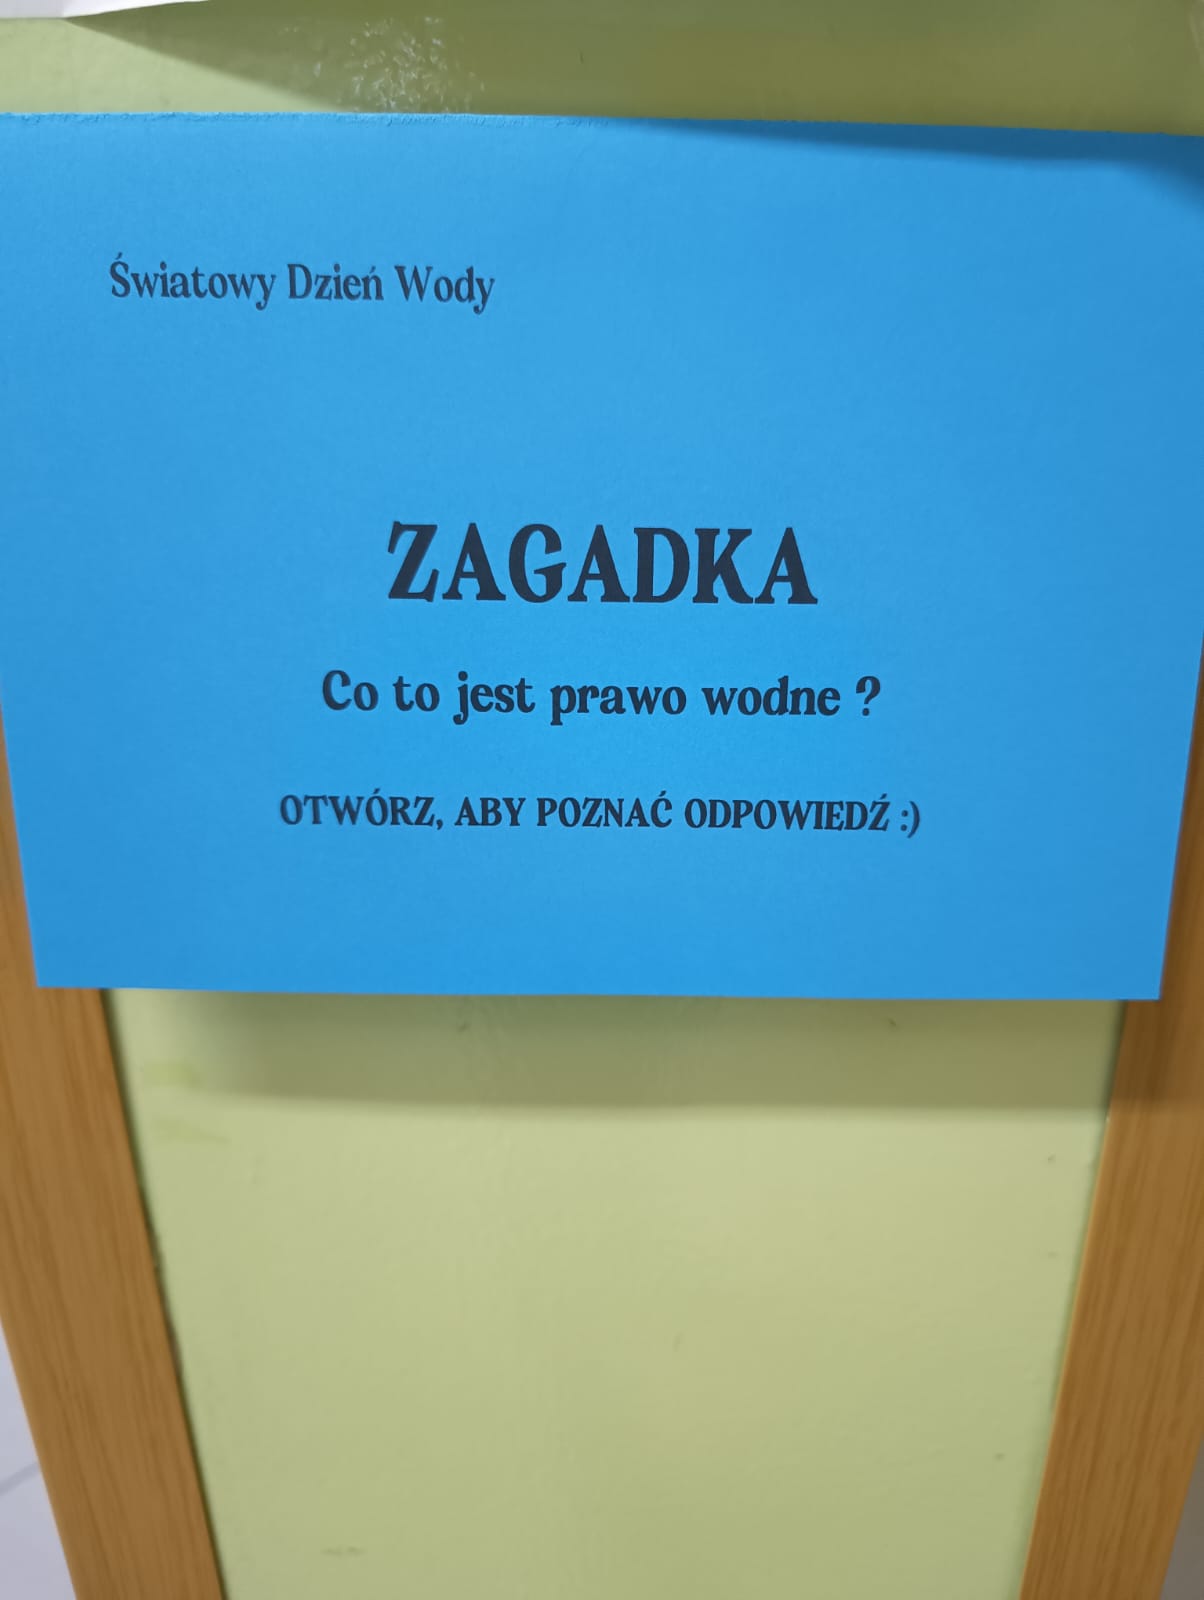 Światowy Dzień Wody
ZAGADKA
Co to jest prawo wodne ?
OTWÓRZ, ABY POZNAĆ ODPOWIEDŹ :)